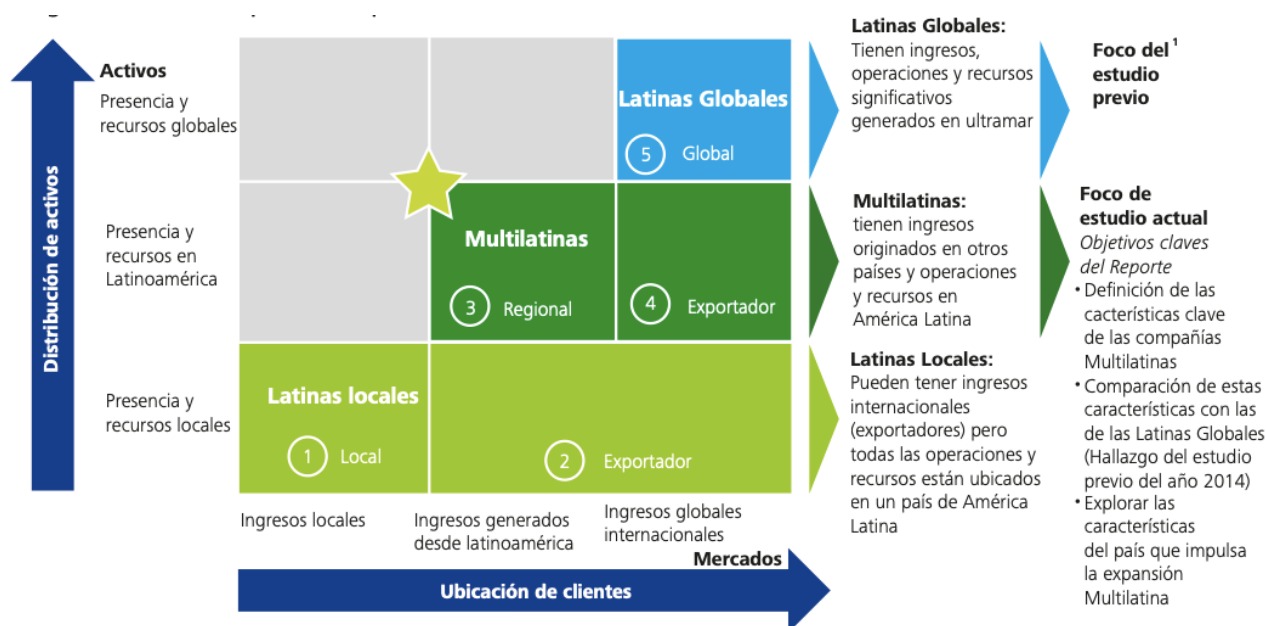 Activos
Presencia y
recursos globales
Presencia y
recursos en
Latinoamérica
Presencia y
recursos locales
Distribución de activos
Latinas Globales
5 Global
Multilatinas
3 Regional
4 Exportador
Latinas locales
1 Local
2 Exportador
Ingresos locales
Ingresos generados
desde latinoamérica
Ingresos globales
internacionales
Mercados
Ubicación de clientes
Latinas Globales:
Tienen ingresos,
operaciones y recursos
significativos
generados en ultramar
Multilatinas:
tienen ingresos
originados en otros
países y operaciones
y recursos en
América Latina
Latinas Locales:
Pueden tener ingresos
internacionales
(exportadores) pero
todas las operaciones y
recursos están ubicados
en un país de América
Latina
Foco del 1
estudio
previo
Foco de
estudio actual
Objetivos claves
del Reporte
• Definición de las
cacterísticas clave
de las compañías
Multilatinas
• Comparación de estas
características con las
de las Latinas Globales
(Hallazgo del estudio
previo del año 2014)
• Explorar las
características
del país que impulsa
la expansión
Multilatina